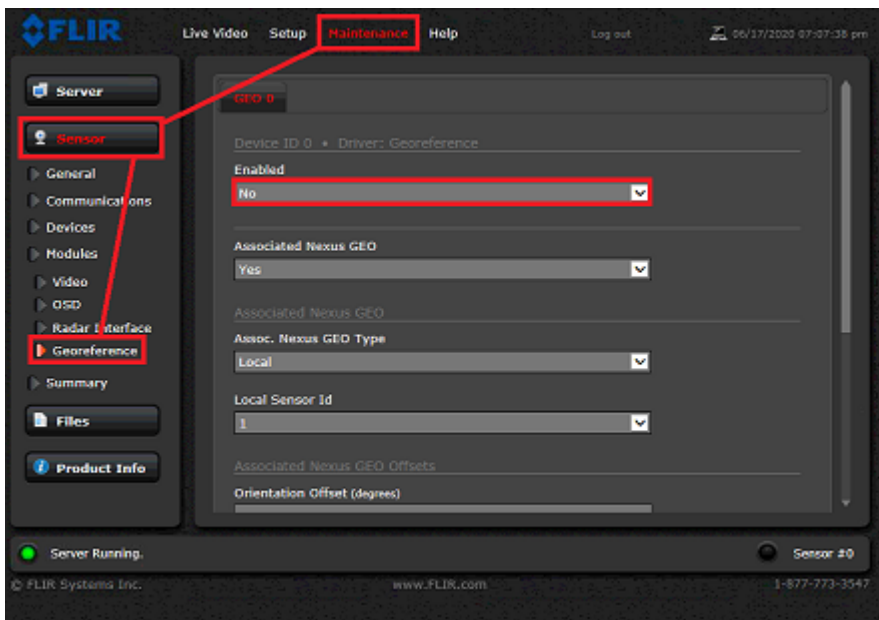 FLIR
Live Video Setup Maintenance Help Log out 06/17/2020 07:07:38 pm
Server
Sensor
General
Communications
Devices
Modules
Video
OSD
Radar Interface
Georeference
Summary
Files
Product Info
GEO 0
Device ID 0 • Driver: Georeference
Enabled
No
Associated Nexus GEO
Yes
Associated Nexus GEO
Assoc. Nexus GEO Type
Local
Local Sensor Id
1
Associated Nexus GEO Offsets
Orientation Offset (degrees)
Server Running. Sensor #0
© FLIR Systems Inc. www.FLIR.com 1-877-773-3547